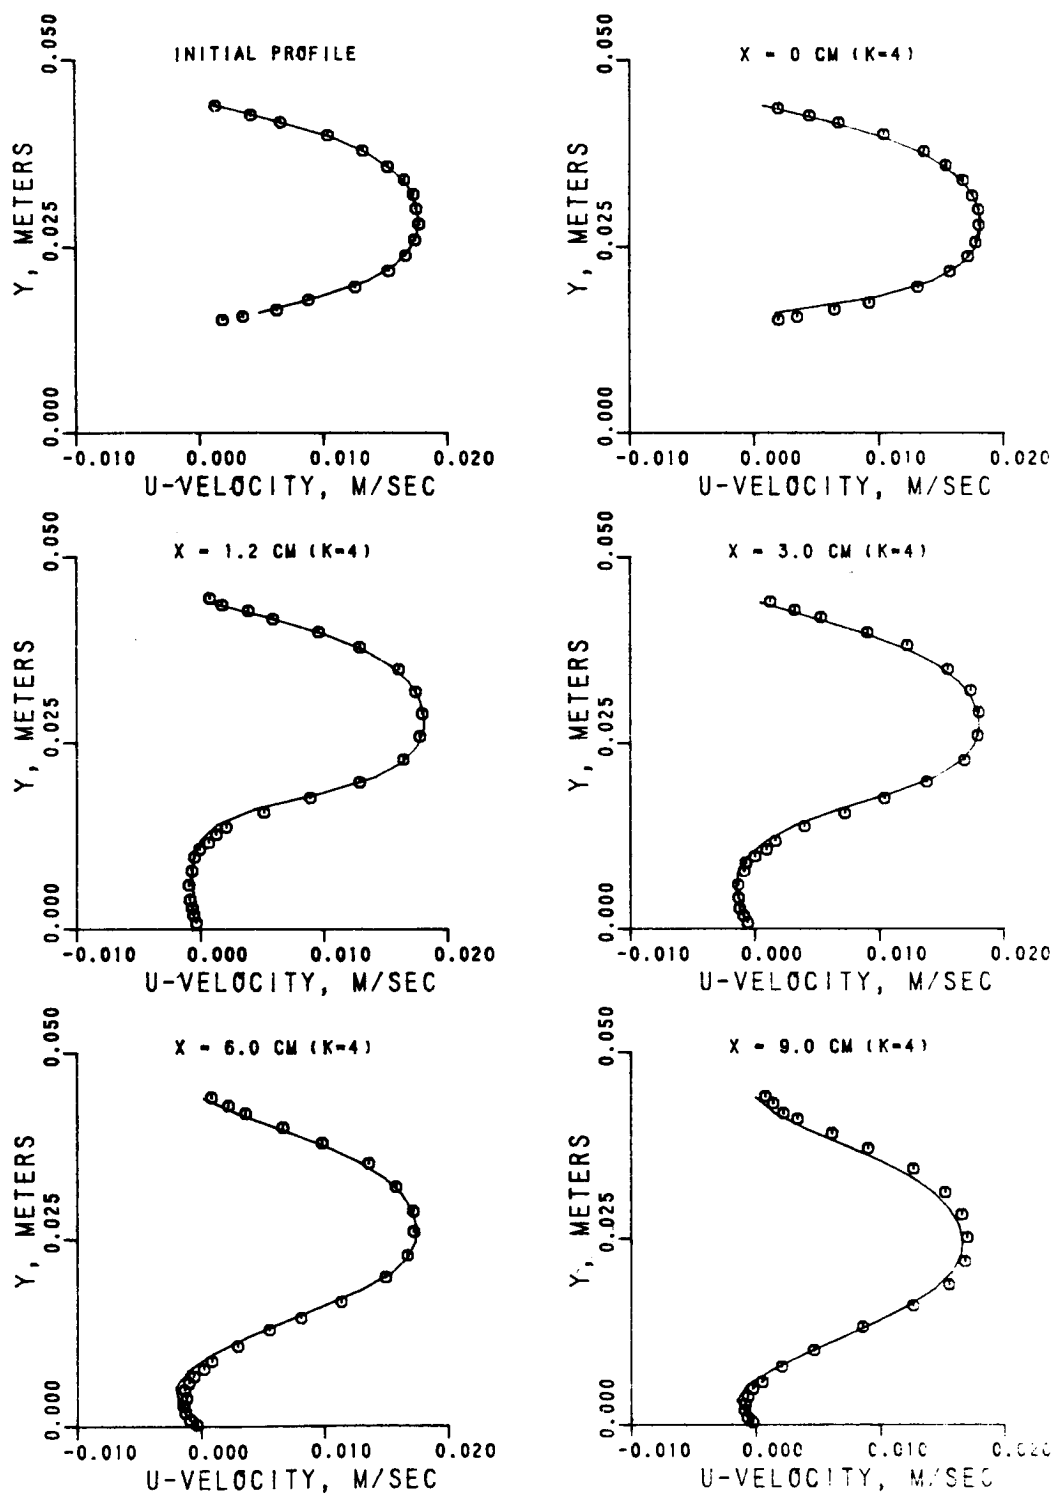 INITIAL PROFILE
0.050
Y, METERS
0.025
0.000
-0.010 0.000 0.010 0.020
U-VELOCITY, M/SEC
X = 0 CM (K=4)
0.050
Y, METERS
0.025
0.000
-0.010 0.000 0.010 0.020
U-VELOCITY, M/SEC
X = 1.2 CM (K=4)
0.050
Y, METERS
0.025
0.000
-0.010 0.000 0.010 0.020
U-VELOCITY, M/SEC
X = 3.0 CM (K=4)
0.050
Y, METERS
0.025
0.000
-0.010 0.000 0.010 0.020
U-VELOCITY, M/SEC
X = 6.0 CM (K=4)
0.050
Y, METERS
0.025
0.000
-0.010 0.000 0.010 0.020
U-VELOCITY, M/SEC
X = 9.0 CM (K=4)
0.050
Y, METERS
0.025
0.000
-0.010 0.000 0.010 0.020
U-VELOCITY, M/SEC